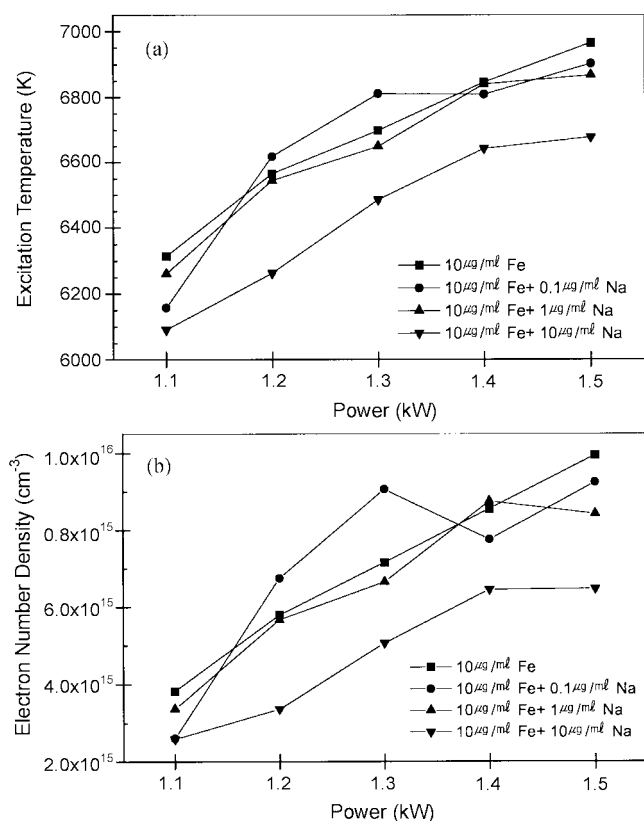 (a)
7000
6800
6600
6400
6200
6000
Excitation Temperature (K)
10㎍/㎖ Fe
10㎍/㎖ Fe+ 0.1㎍/㎖ Na
10㎍/㎖ Fe+ 1㎍/㎖ Na
10㎍/㎖ Fe+ 10㎍/㎖ Na
1.1 1.2 1.3 1.4 1.5
Power (kW)
(b)
1.0x10¹⁶
0.8x10¹⁵
6.0x10¹⁵
4.0x10¹⁵
2.0x10¹⁵
Electron Number Density (cm⁻³)
10㎍/㎖ Fe
10㎍/㎖ Fe+ 0.1㎍/㎖ Na
10㎍/㎖ Fe+ 1㎍/㎖ Na
10㎍/㎖ Fe+ 10㎍/㎖ Na
1.1 1.2 1.3 1.4 1.5
Power (kW)